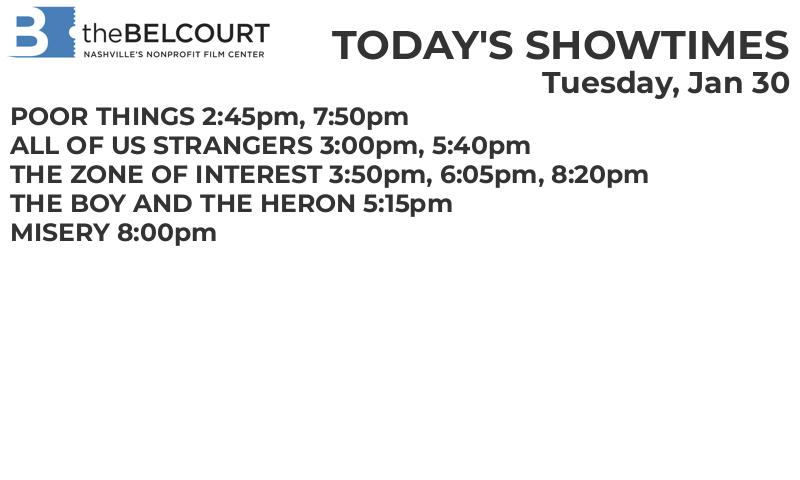 B theBELCOURT
NASHVILLE'S NONPROFIT FILM CENTER
TODAY'S SHOWTIMES
Tuesday, Jan 30
POOR THINGS 2:45pm, 7:50pm
ALL OF US STRANGERS 3:00pm, 5:40pm
THE ZONE OF INTEREST 3:50pm, 6:05pm, 8:20pm
THE BOY AND THE HERON 5:15pm
MISERY 8:00pm